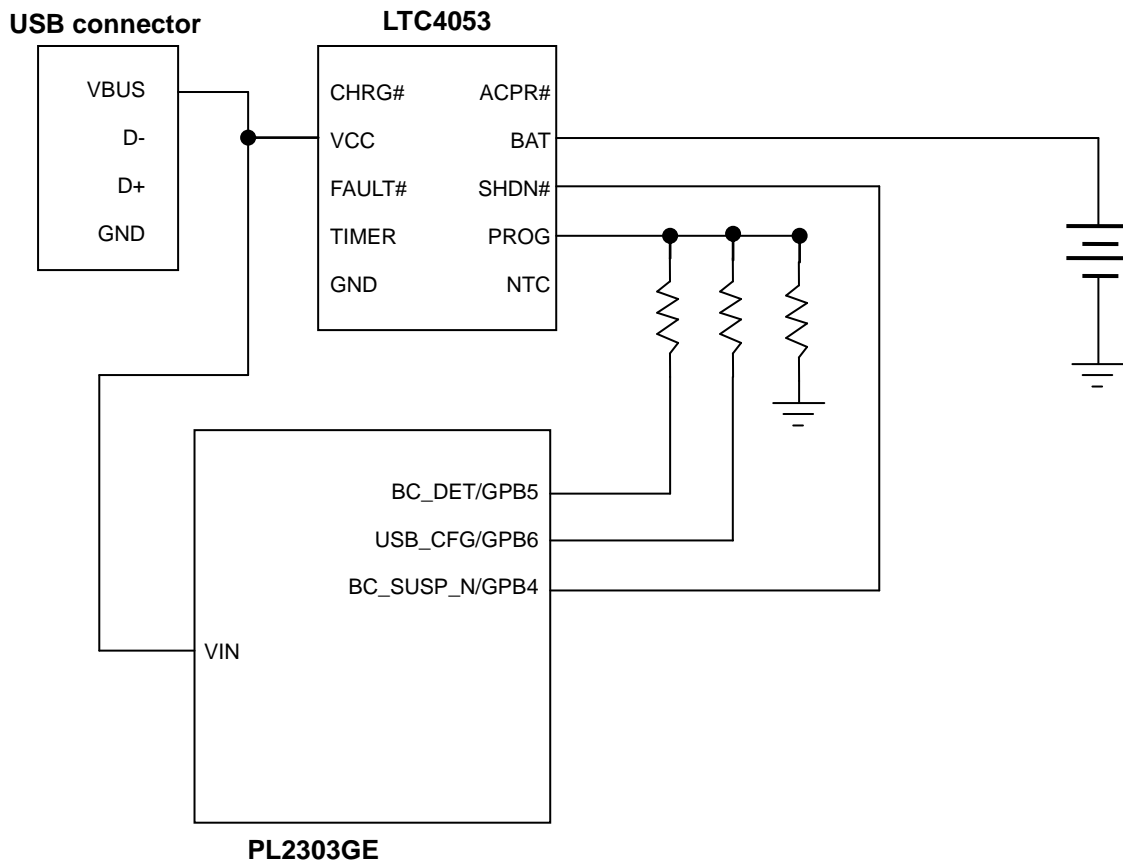 USB connector
LTC4053
VBUS
D-
D+
GND
CHRG#
VCC
FAULT#
TIMER
GND
ACPR#
BAT
SHDN#
PROG
NTC
BC_DET/GPB5
USB_CFG/GPB6
BC_SUSP_N/GPB4
VIN
PL2303GE